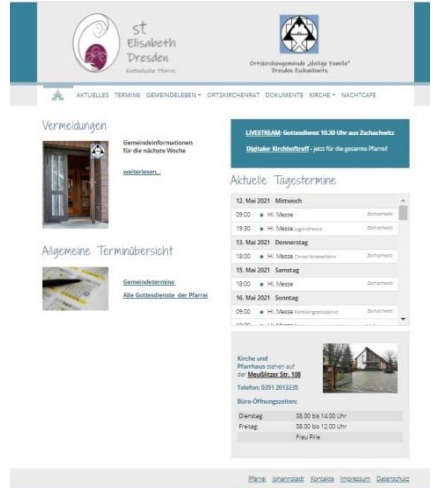 st
Elisabeth
Dresden
Katholische Pfarrei
Ortskirchengemeinde „Heilige Familie"
Dresden Zschachwitz
AKTUELLES TERMINE GEMEINDELEBEN ORTSKIRCHENRAT DOKUMENTE KIRCHE NACHTCAFE
Vermeldungen
Gemeindeinformationen
für die nächste Woche
weiterlesen...
Allgemeine Terminübersicht
Gemeindetermine
Alle Gottesdienste der Pfarrei
LIVESTREAM: Gottesdienst 10.30 Uhr aus Zschachwitz
Digitaler Kirchhoftreff - jetzt für die gesamte Pfarrei!
Aktuelle Tagestermine
12. Mai 2021 Mittwoch
09:00 Hl. Messe Zschachwitz
19:30 Hl. Messe Jugendmesse Zschachwitz
13. Mai 2021 Donnerstag
18:00 Hl. Messe Christi Himmelfahrt Zschachwitz
15. Mai 2021 Samstag
18:00 Hl. Messe Zschachwitz
16. Mai 2021 Sonntag
09:00 Hl. Messe Zschachwitz
Kirche und
Pfarrhaus stehen auf
der Meußlitzer Str. 108
Telefon: 0351 2013235
Büro-Öffnungszeiten:
Dienstag 08.00 bis 14.00 Uhr
Freitag 08.00 bis 12.00 Uhr
Frau Pilie
Pfarrei Johannstadt Kontakte Impressum Datenschutz